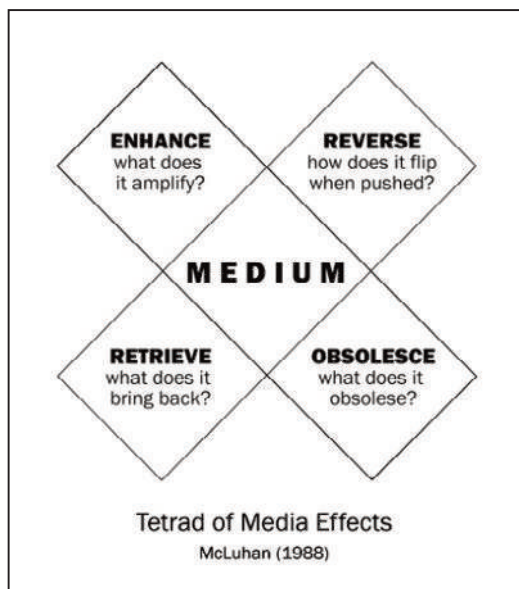 ENHANCE
what does
it amplify?
REVERSE
how does it flip
when pushed?
MEDIUM
RETRIEVE
what does it
bring back?
OBSOLESCE
what does it
obsolese?
Tetrad of Media Effects
McLuhan (1988)